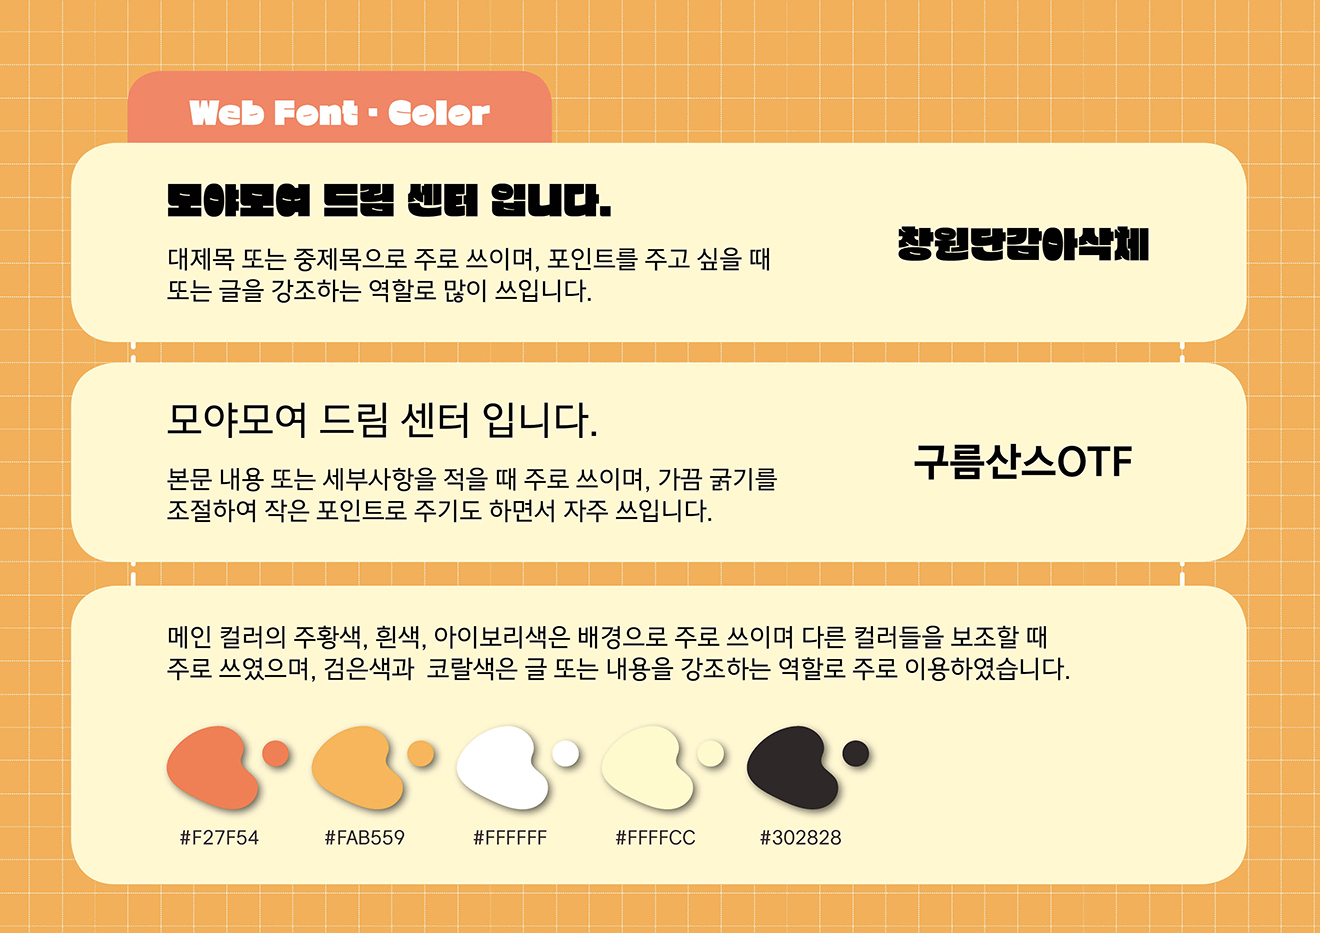 Web Font · Color
모야모여 드림 센터 입니다.
대제목 또는 중제목으로 주로 쓰이며, 포인트를 주고 싶을 때
또는 글을 강조하는 역할로 많이 쓰입니다.
창원단감아삭체
모야모여 드림 센터 입니다.
본문 내용 또는 세부사항을 적을 때 주로 쓰이며, 가끔 굵기를
조절하여 작은 포인트로 주기도 하면서 자주 쓰입니다.
구름산스OTF
메인 컬러의 주황색, 흰색, 아이보리색은 배경으로 주로 쓰이며 다른 컬러들을 보조할 때
주로 쓰였으며, 검은색과 코랄색은 글 또는 내용을 강조하는 역할로 주로 이용하였습니다.
#F27F54 #FAB559 #FFFFFF #FFFFCC #302828